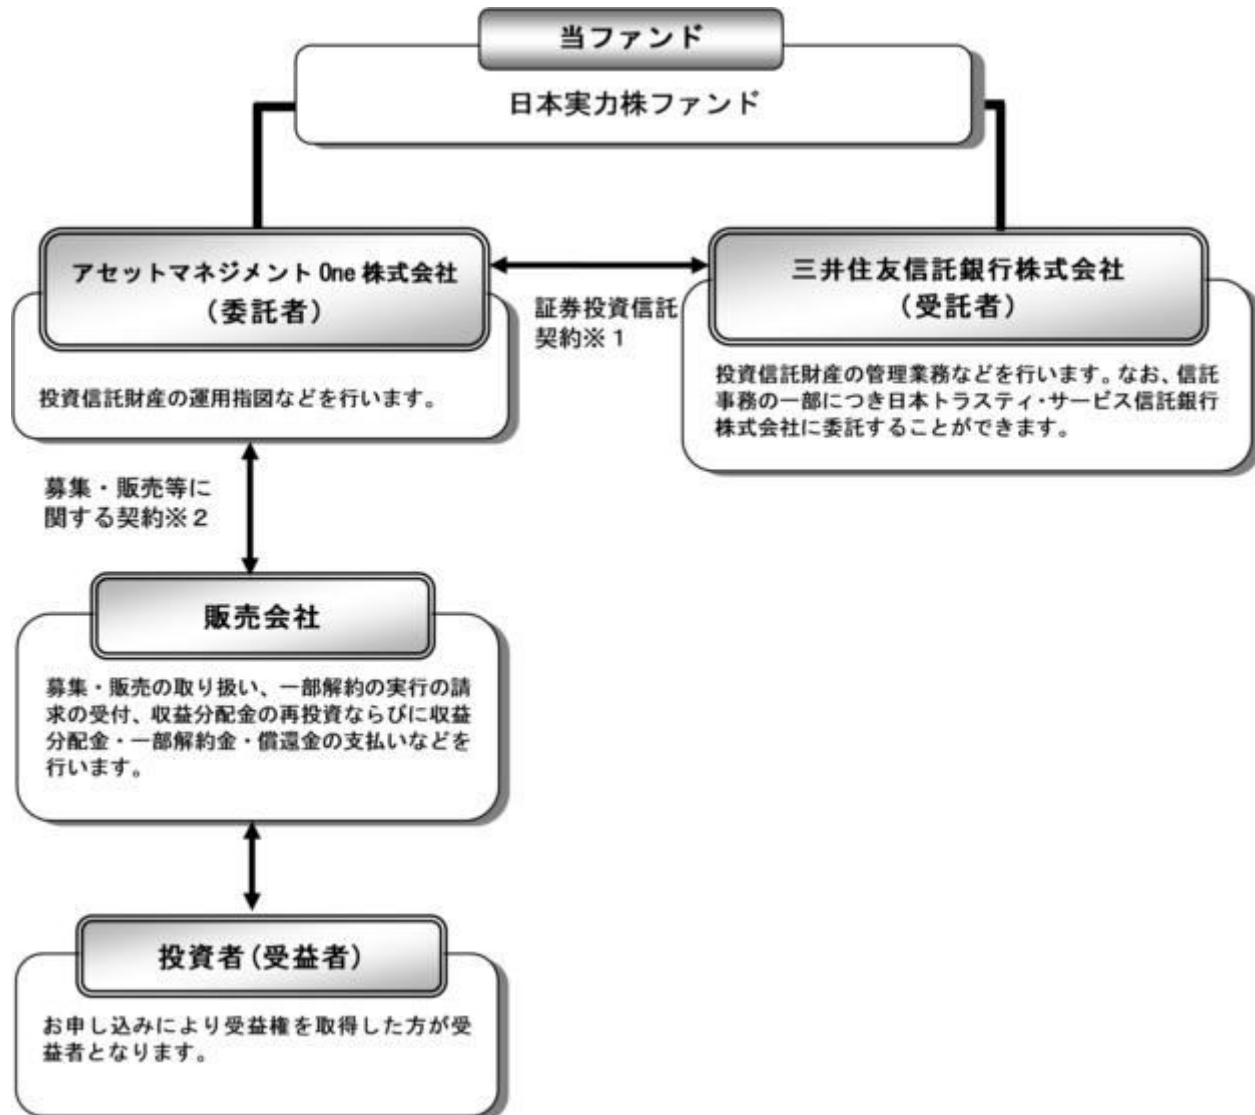 当ファンド
日本実力株ファンド
アセットマネジメント One 株式会社
(委託者)
投資信託財産の運用指図などを行います。
証券投資信託
契約※1
三井住友信託銀行株式会社
(受託者)
投資信託財産の管理業務などを行います。なお、信託
事務の一部につき日本トラスティ・サービス信託銀行
株式会社に委託することができます。
募集・販売等に
関する契約※2
販売会社
募集・販売の取り扱い、一部解約の実行の請
求の受付、収益分配金の再投資ならびに収益
分配金・一部解約金・償還金の支払いなどを
行います。
投資者(受益者)
お申し込みにより受益権を取得した方が受
益者となります。